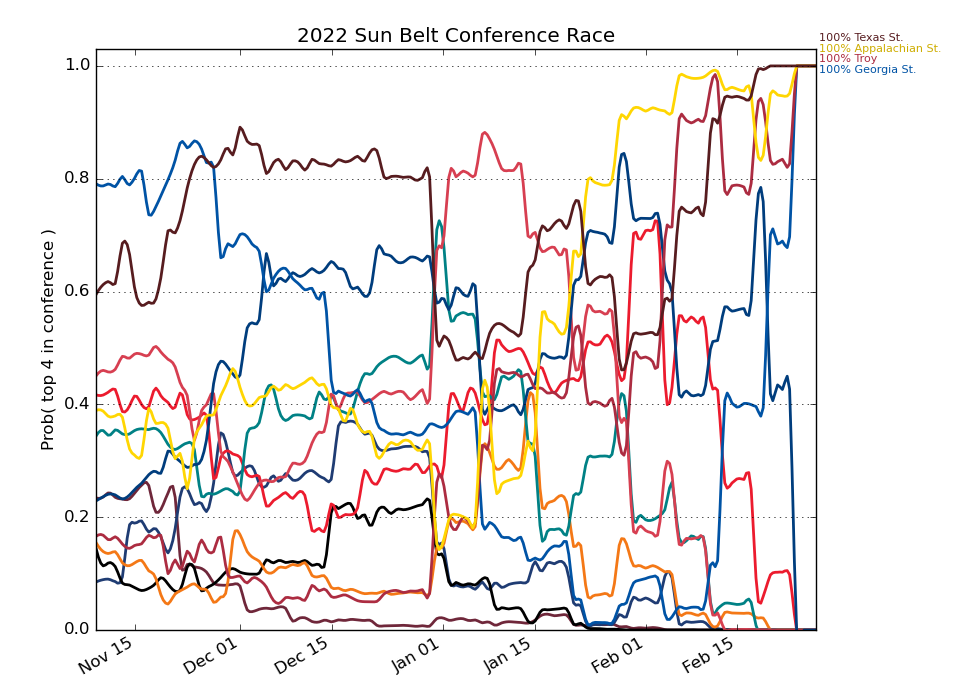 2022 Sun Belt Conference Race
100% Texas St.
100% Appalachian St.
100% Troy
100% Georgia St.
Prob( top 4 in conference )
1.0
0.8
0.6
0.4
0.2
0.0
Nov 15
Dec 01
Dec 15
Jan 01
Jan 15
Feb 01
Feb 15